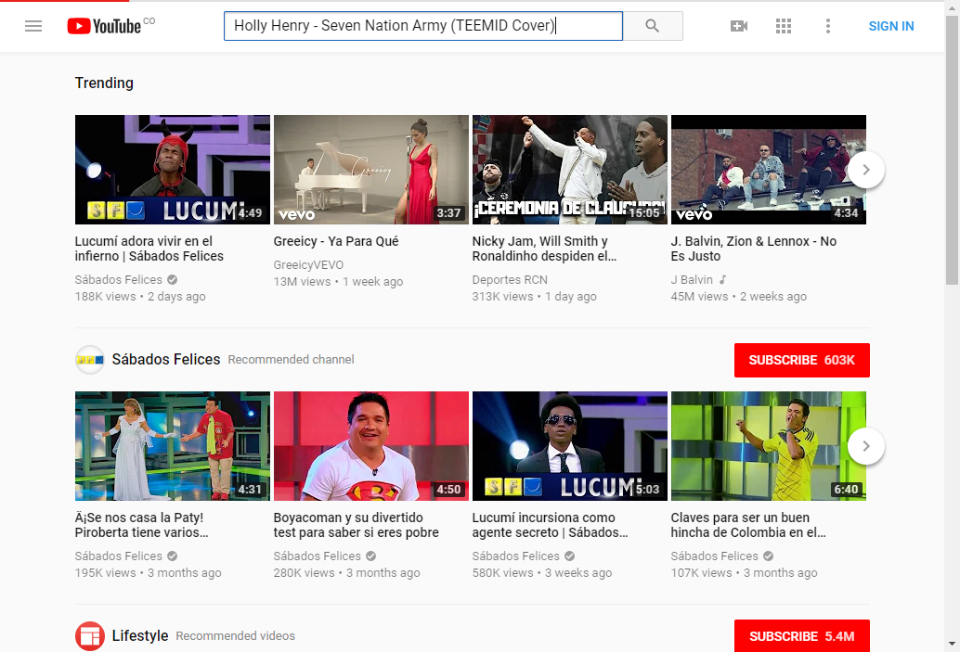 YouTube CO
Holly Henry - Seven Nation Army (TEEMID Cover)
SIGN IN
Trending
SF LUCUMÍ 4:49
vevo 3:37
¡CEREMONIA DE CLAUSURA! 15:05
vevo 4:34
Lucumí adora vivir en el
infierno | Sábados Felices
Sábados Felices
188K views • 2 days ago
Greeicy - Ya Para Qué
GreeicyVEVO
13M views • 1 week ago
Nicky Jam, Will Smith y
Ronaldinho despiden el...
Deportes RCN
313K views • 1 day ago
J. Balvin, Zion & Lennox - No
Es Justo
J Balvin
45M views • 2 weeks ago
Sábados Felices Recommended channel
SUBSCRIBE 603K
4:31
4:50
SF LUCUMÍ 5:03
6:40
Ã¡Se nos casa la Paty!
Piroberta tiene varios...
Sábados Felices
195K views • 3 months ago
Boyacoman y su divertido
test para saber si eres pobre
Sábados Felices
280K views • 3 months ago
Lucumí incursiona como
agente secreto | Sábados...
Sábados Felices
580K views • 3 weeks ago
Claves para ser un buen
hincha de Colombia en el...
Sábados Felices
107K views • 3 months ago
Lifestyle Recommended videos
SUBSCRIBE 5.4M